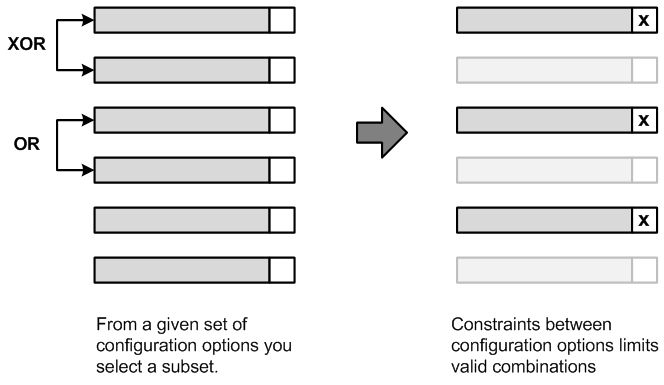 XOR
OR
x
x
x
From a given set of
configuration options you
select a subset.
Constraints between
configuration options limits
valid combinations